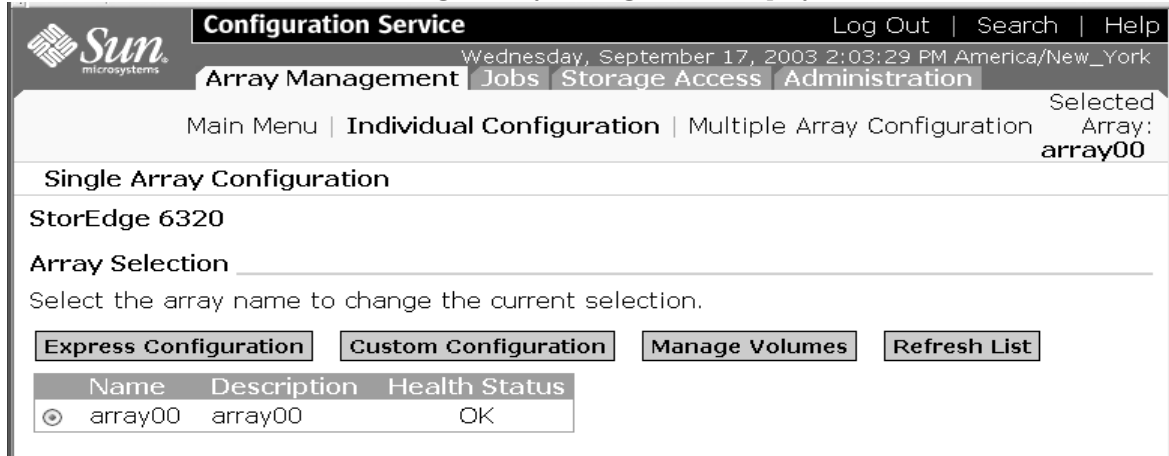 Sun
microsystems
Configuration Service
Log Out | Search | Help
Wednesday, September 17, 2003 2:03:29 PM America/New_York
Array Management Jobs Storage Access Administration
Main Menu | Individual Configuration | Multiple Array Configuration
Selected
Array:
array00
Single Array Configuration
StorEdge 6320
Array Selection
Select the array name to change the current selection.
Express Configuration Custom Configuration Manage Volumes Refresh List
Name Description Health Status
array00 array00 OK